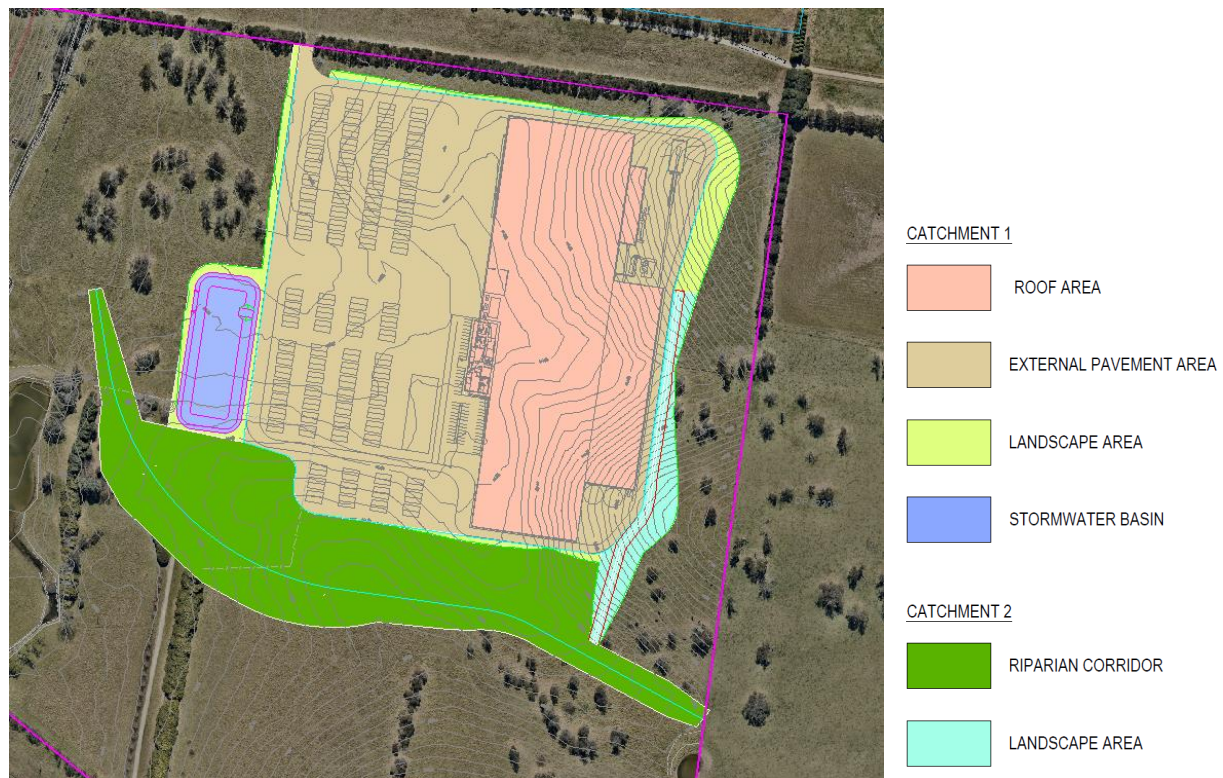 CATCHMENT 1
ROOF AREA
EXTERNAL PAVEMENT AREA
LANDSCAPE AREA
STORMWATER BASIN
CATCHMENT 2
RIPARIAN CORRIDOR
LANDSCAPE AREA